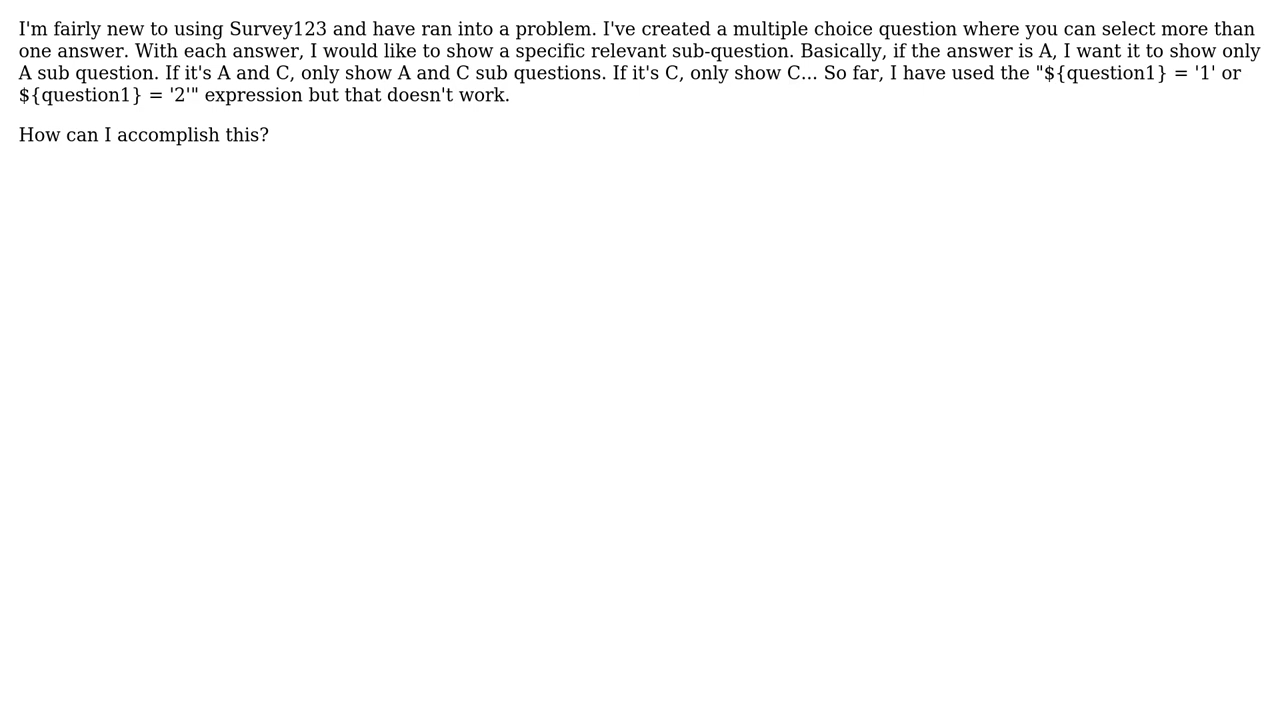 I'm fairly new to using Survey123 and have ran into a problem. I've created a multiple choice question where you can select more than
one answer. With each answer, I would like to show a specific relevant sub-question. Basically, if the answer is A, I want it to show only
A sub question. If it's A and C, only show A and C sub questions. If it's C, only show C... So far, I have used the "${question1} = '1' or
${question1} = '2'" expression but that doesn't work.
How can I accomplish this?